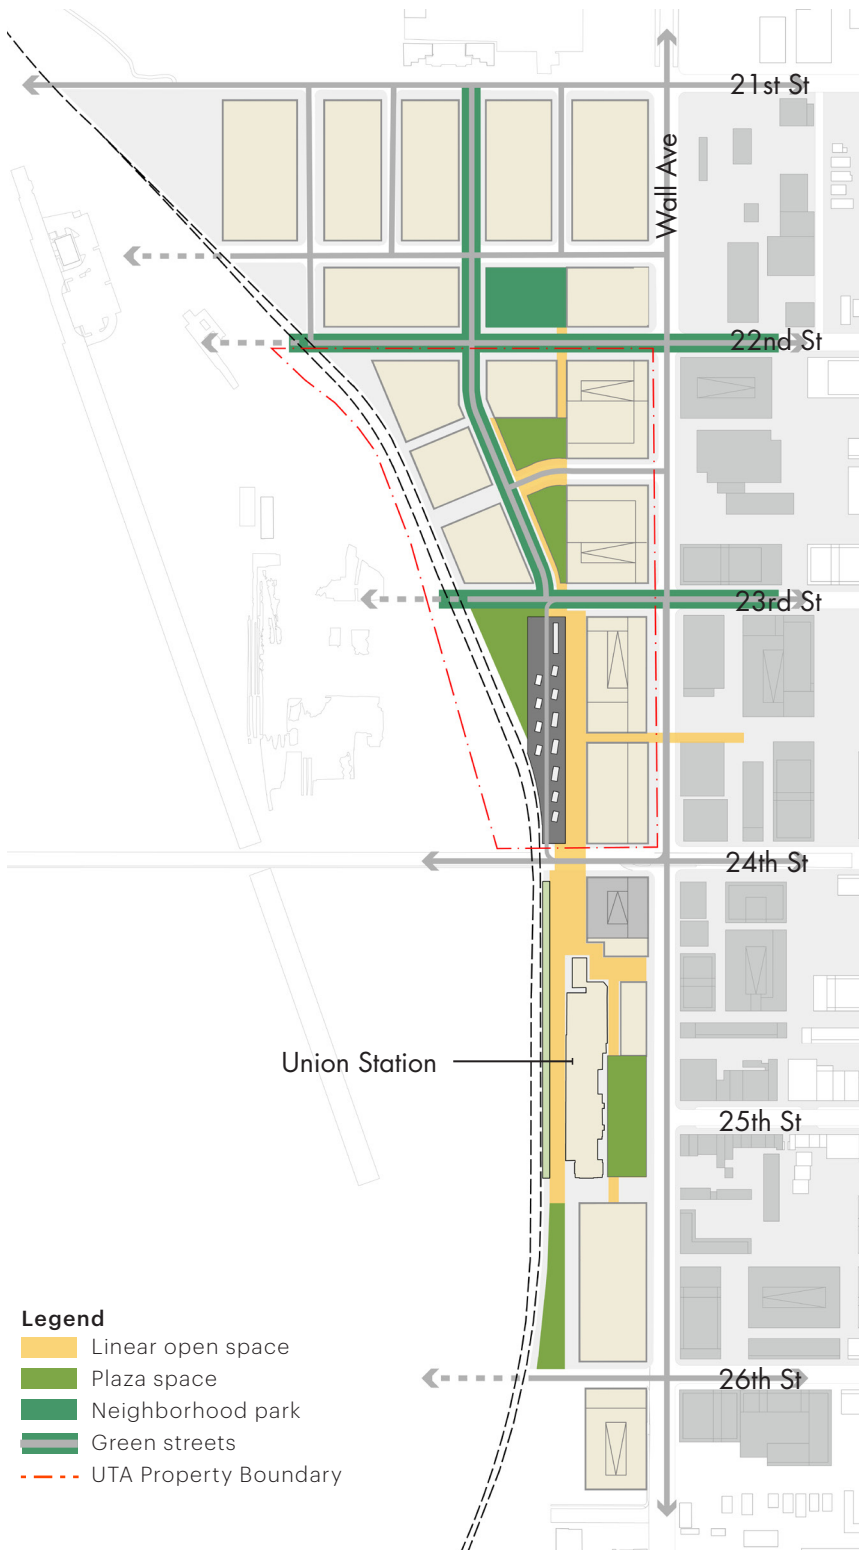 21st St
Wall Ave
22nd St
23rd St
24th St
Union Station
25th St
26th St
Legend
Linear open space
Plaza space
Neighborhood park
Green streets
UTA Property Boundary